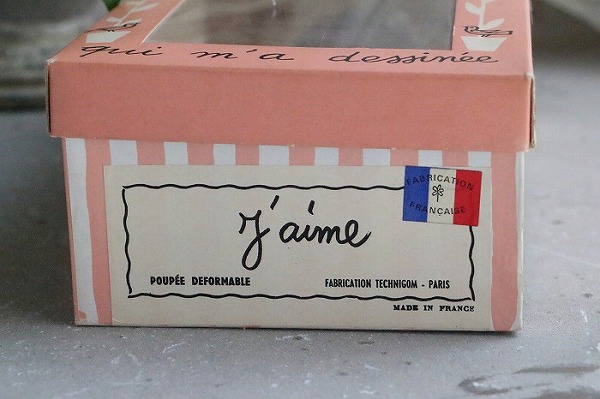 qui m'a dessinée
FABRICATION
FRANÇAISE
J'aime
POUPÉE DEFORMABLE
FABRICATION TECHNIGOM - PARIS
MADE IN FRANCE